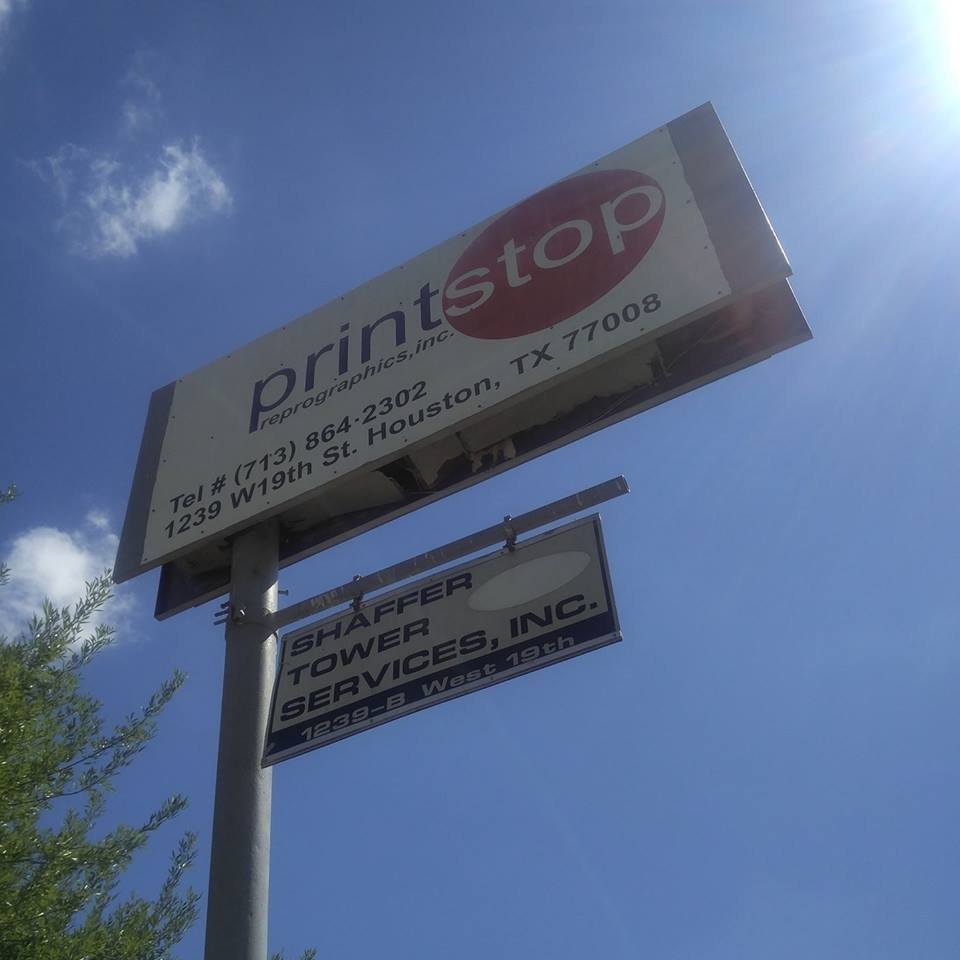 printstop
reprographics,inc.
Tel # (713) 864·2302
1239 W19th St. Houston, TX 77008
SHAFFER
TOWER
SERVICES, INC.
1239-B West 19th